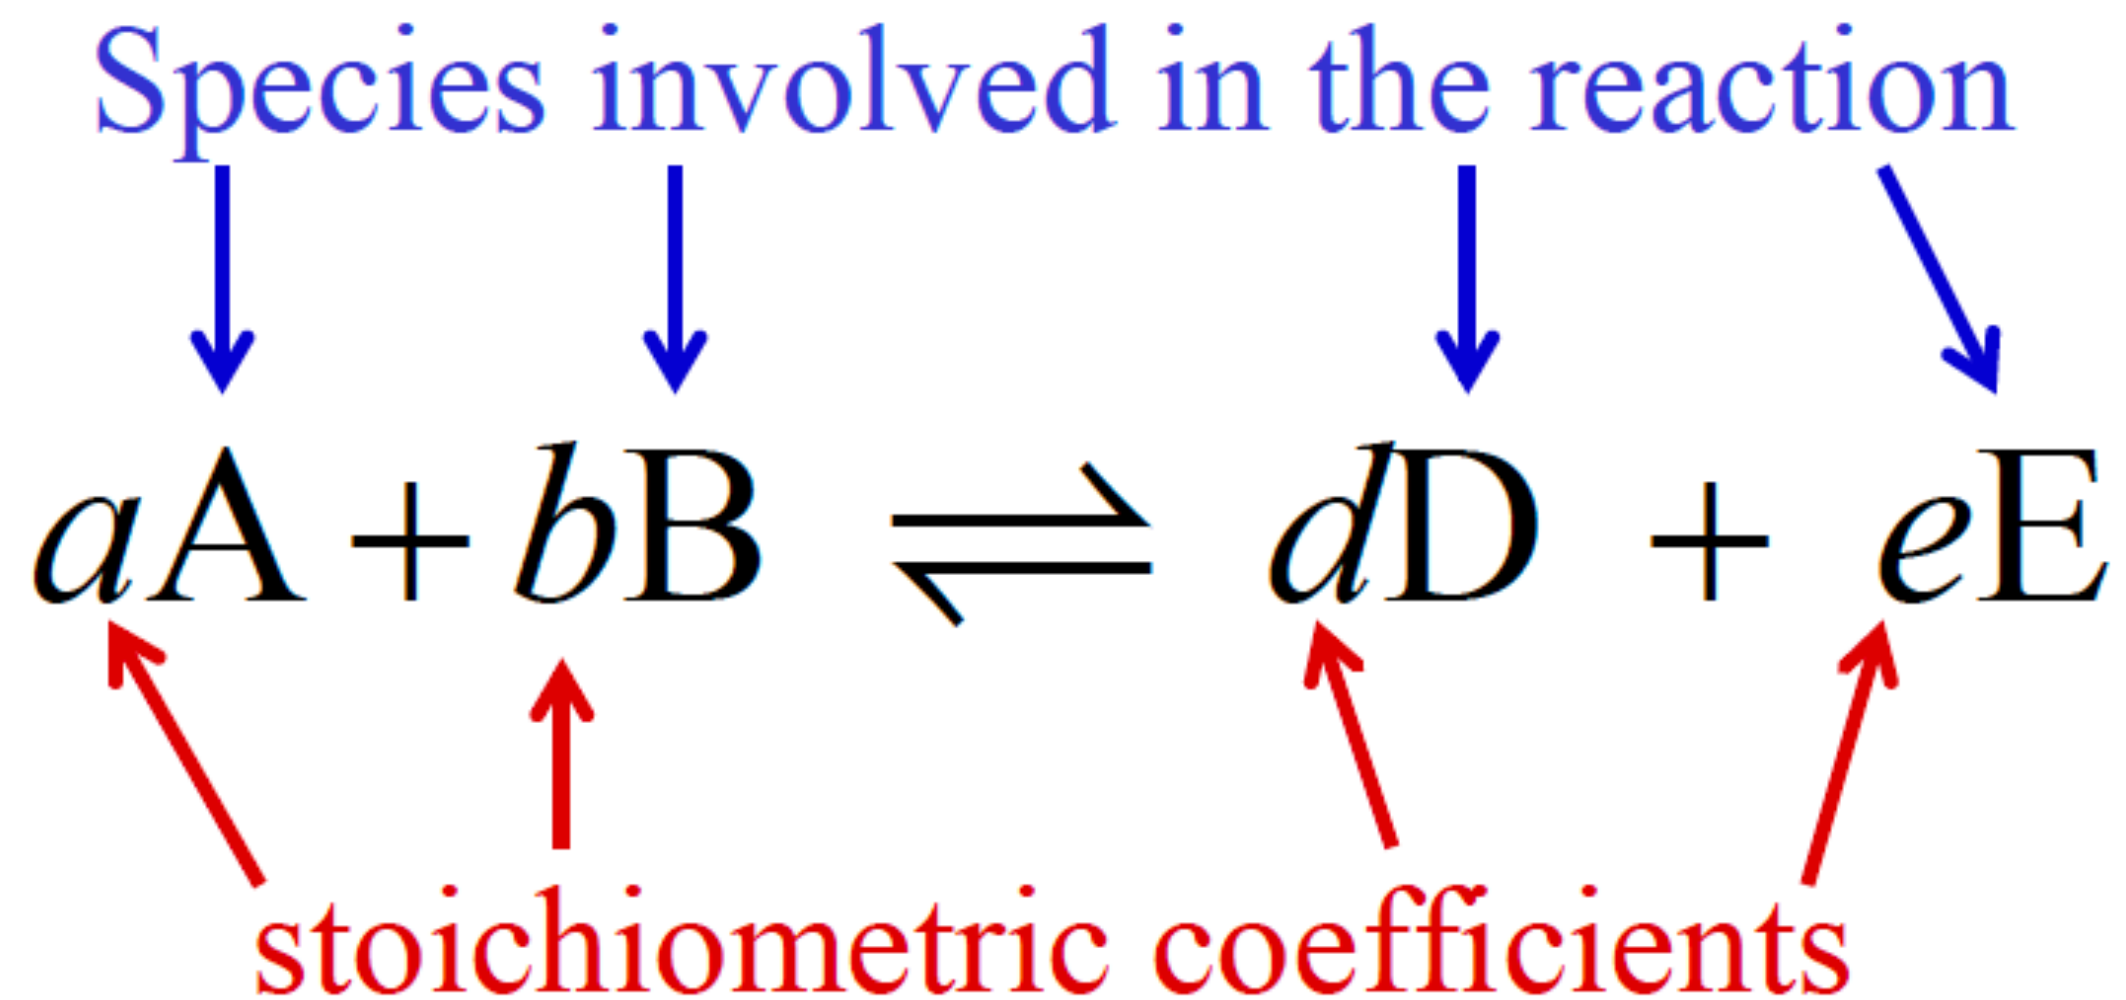 Species involved in the reaction
aA + bB ⇌ dD + eE
stoichiometric coefficients